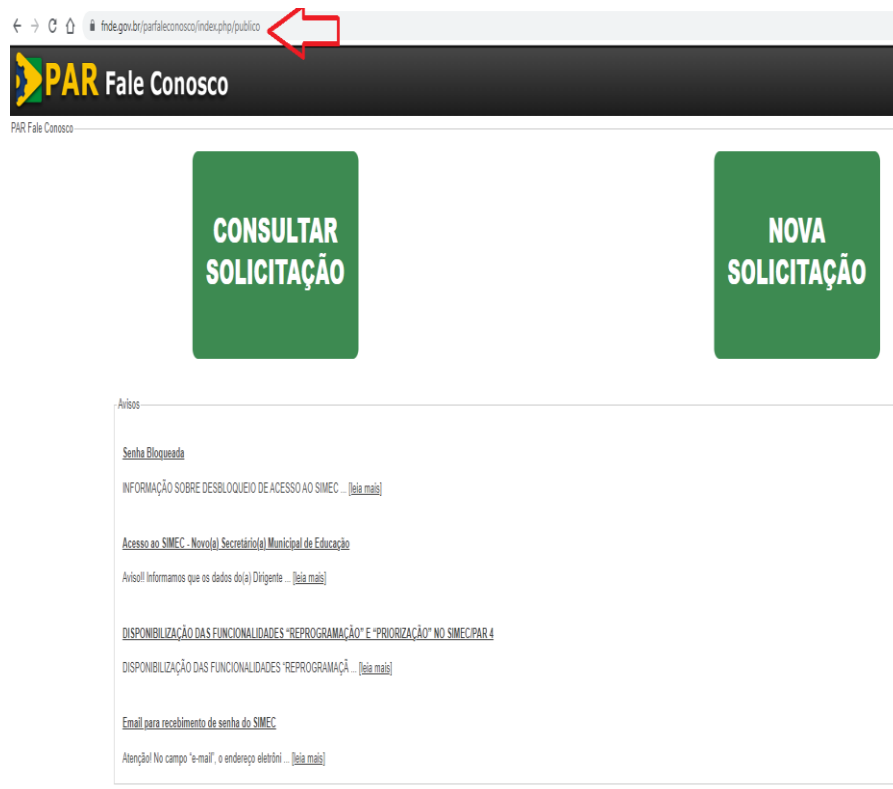 fnde.gov.br/parfaleconosco/index.php/publico
PAR Fale Conosco
PAR Fale Conosco
CONSULTAR
SOLICITAÇÃO
NOVA
SOLICITAÇÃO
Avisos
Senha Bloqueada
INFORMAÇÃO SOBRE DESBLOQUEIO DE ACESSO AO SIMEC ... [leia mais]
Acesso ao SIMEC - Novo(a) Secretário(a) Municipal de Educação
Aviso!! Informamos que os dados do(a) Dirigente ... [leia mais]
DISPONIBILIZAÇÃO DAS FUNCIONALIDADES “REPROGRAMAÇÃO” E “PRIORIZAÇÃO” NO SIMEC/PAR 4
DISPONIBILIZAÇÃO DAS FUNCIONALIDADES “REPROGRAMAÇÃ ... [leia mais]
Email para recebimento de senha do SIMEC
Atenção! No campo “e-mail”, o endereço eletrôni ... [leia mais]